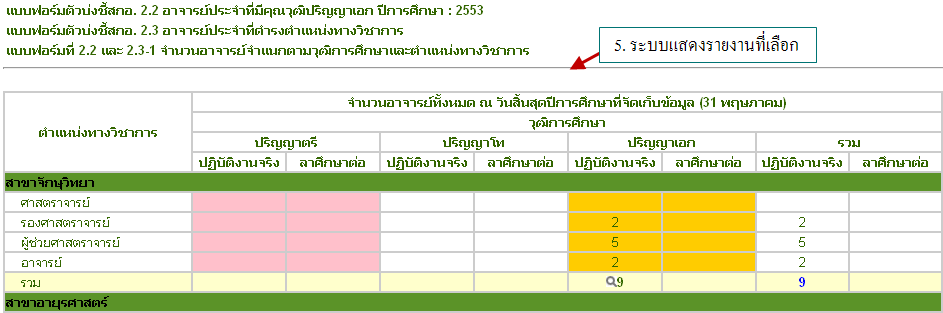 แบบฟอร์มตัวบ่งชี้สกอ. 2.2 อาจารย์ประจำที่มีคุณวุฒิปริญญาเอก ปีการศึกษา : 2553
แบบฟอร์มตัวบ่งชี้สกอ. 2.3 อาจารย์ประจำที่ดำรงตำแหน่งทางวิชาการ
แบบฟอร์มที่ 2.2 และ 2.3-1 จำนวนอาจารย์จำแนกตามวุฒิการศึกษาและตำแหน่งทางวิชาการ
5. ระบบแสดงรายงานที่เลือก
จำนวนอาจารย์ทั้งหมด ณ วันสิ้นสุดปีการศึกษาที่จัดเก็บข้อมูล (31 พฤษภาคม)
ตำแหน่งทางวิชาการ วุฒิการศึกษา
ปริญญาตรี ปริญญาโท ปริญญาเอก รวม
ปฏิบัติงานจริง ลาศึกษาต่อ ปฏิบัติงานจริง ลาศึกษาต่อ ปฏิบัติงานจริง ลาศึกษาต่อ ปฏิบัติงานจริง ลาศึกษาต่อ
สาขาจักษุวิทยา
ศาสตราจารย์
รองศาสตราจารย์ 2 2
ผู้ช่วยศาสตราจารย์ 5 5
อาจารย์ 2 2
รวม 9 9
สาขาอายุรศาสตร์